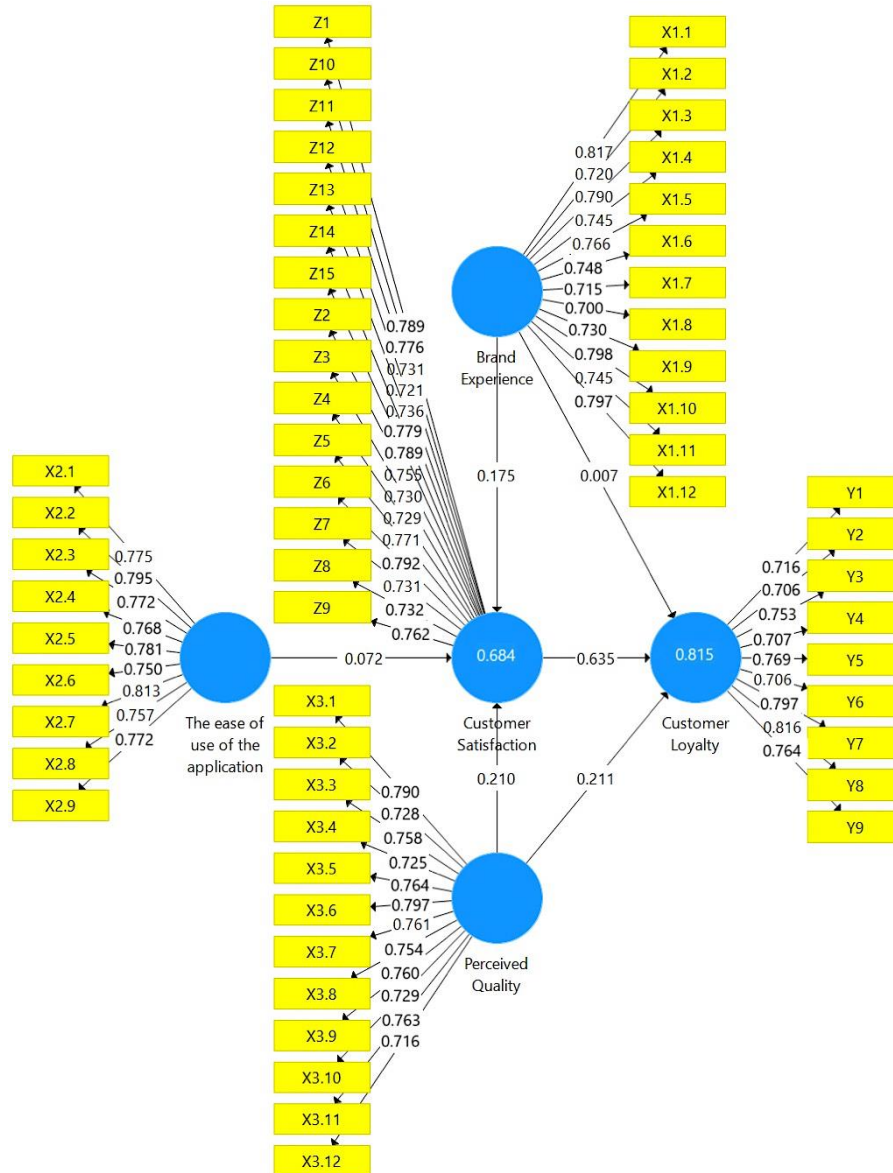 Z1
Z10
Z11
Z12
Z13
Z14
Z15
Z2
Z3
Z4
Z5
Z6
Z7
Z8
Z9
0.789
0.776
0.731
0.721
0.736
0.779
0.789
0.755
0.730
0.729
0.771
0.792
0.731
0.732
0.762
X1.1
X1.2
X1.3
X1.4
X1.5
X1.6
X1.7
X1.8
X1.9
X1.10
X1.11
X1.12
0.817
0.720
0.790
0.745
0.766
0.748
0.715
0.700
0.730
0.798
0.745
0.797
Brand
Experience
0.175
0.007
X2.1
X2.2
X2.3
X2.4
X2.5
X2.6
X2.7
X2.8
X2.9
0.775
0.795
0.772
0.768
0.781
0.750
0.813
0.757
0.772
The ease of
use of the
application
0.072
0.684
Customer
Satisfaction
0.635
0.815
Customer
Loyalty
0.716
0.706
0.753
0.707
0.769
0.706
0.797
0.816
0.764
Y1
Y2
Y3
Y4
Y5
Y6
Y7
Y8
Y9
0.210
0.211
X3.1
X3.2
X3.3
X3.4
X3.5
X3.6
X3.7
X3.8
X3.9
X3.10
X3.11
X3.12
0.790
0.728
0.758
0.725
0.764
0.797
0.761
0.754
0.760
0.729
0.763
0.716
Perceived
Quality